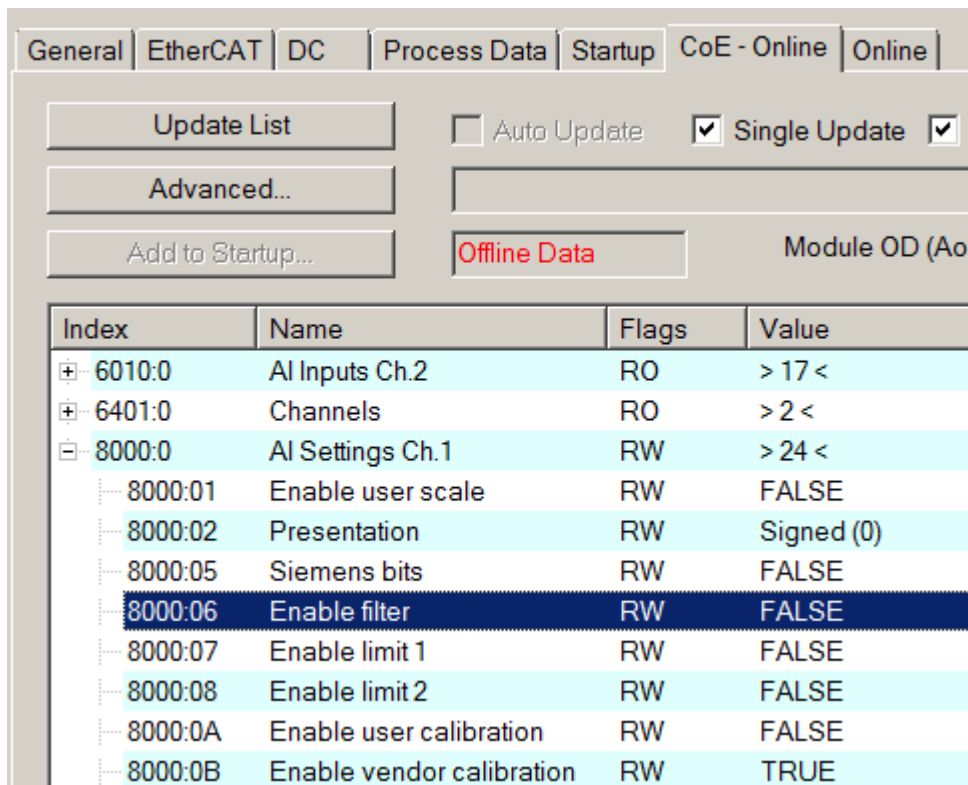 General EtherCAT DC Process Data Startup CoE - Online Online
Update List Auto Update Single Update
Advanced...
Add to Startup... Offline Data Module OD (Ao
Index Name Flags Value
6010:0 AI Inputs Ch.2 RO > 17 <
6401:0 Channels RO > 2 <
8000:0 AI Settings Ch.1 RW > 24 <
8000:01 Enable user scale RW FALSE
8000:02 Presentation RW Signed (0)
8000:05 Siemens bits RW FALSE
8000:06 Enable filter RW FALSE
8000:07 Enable limit 1 RW FALSE
8000:08 Enable limit 2 RW FALSE
8000:0A Enable user calibration RW FALSE
8000:0B Enable vendor calibration RW TRUE